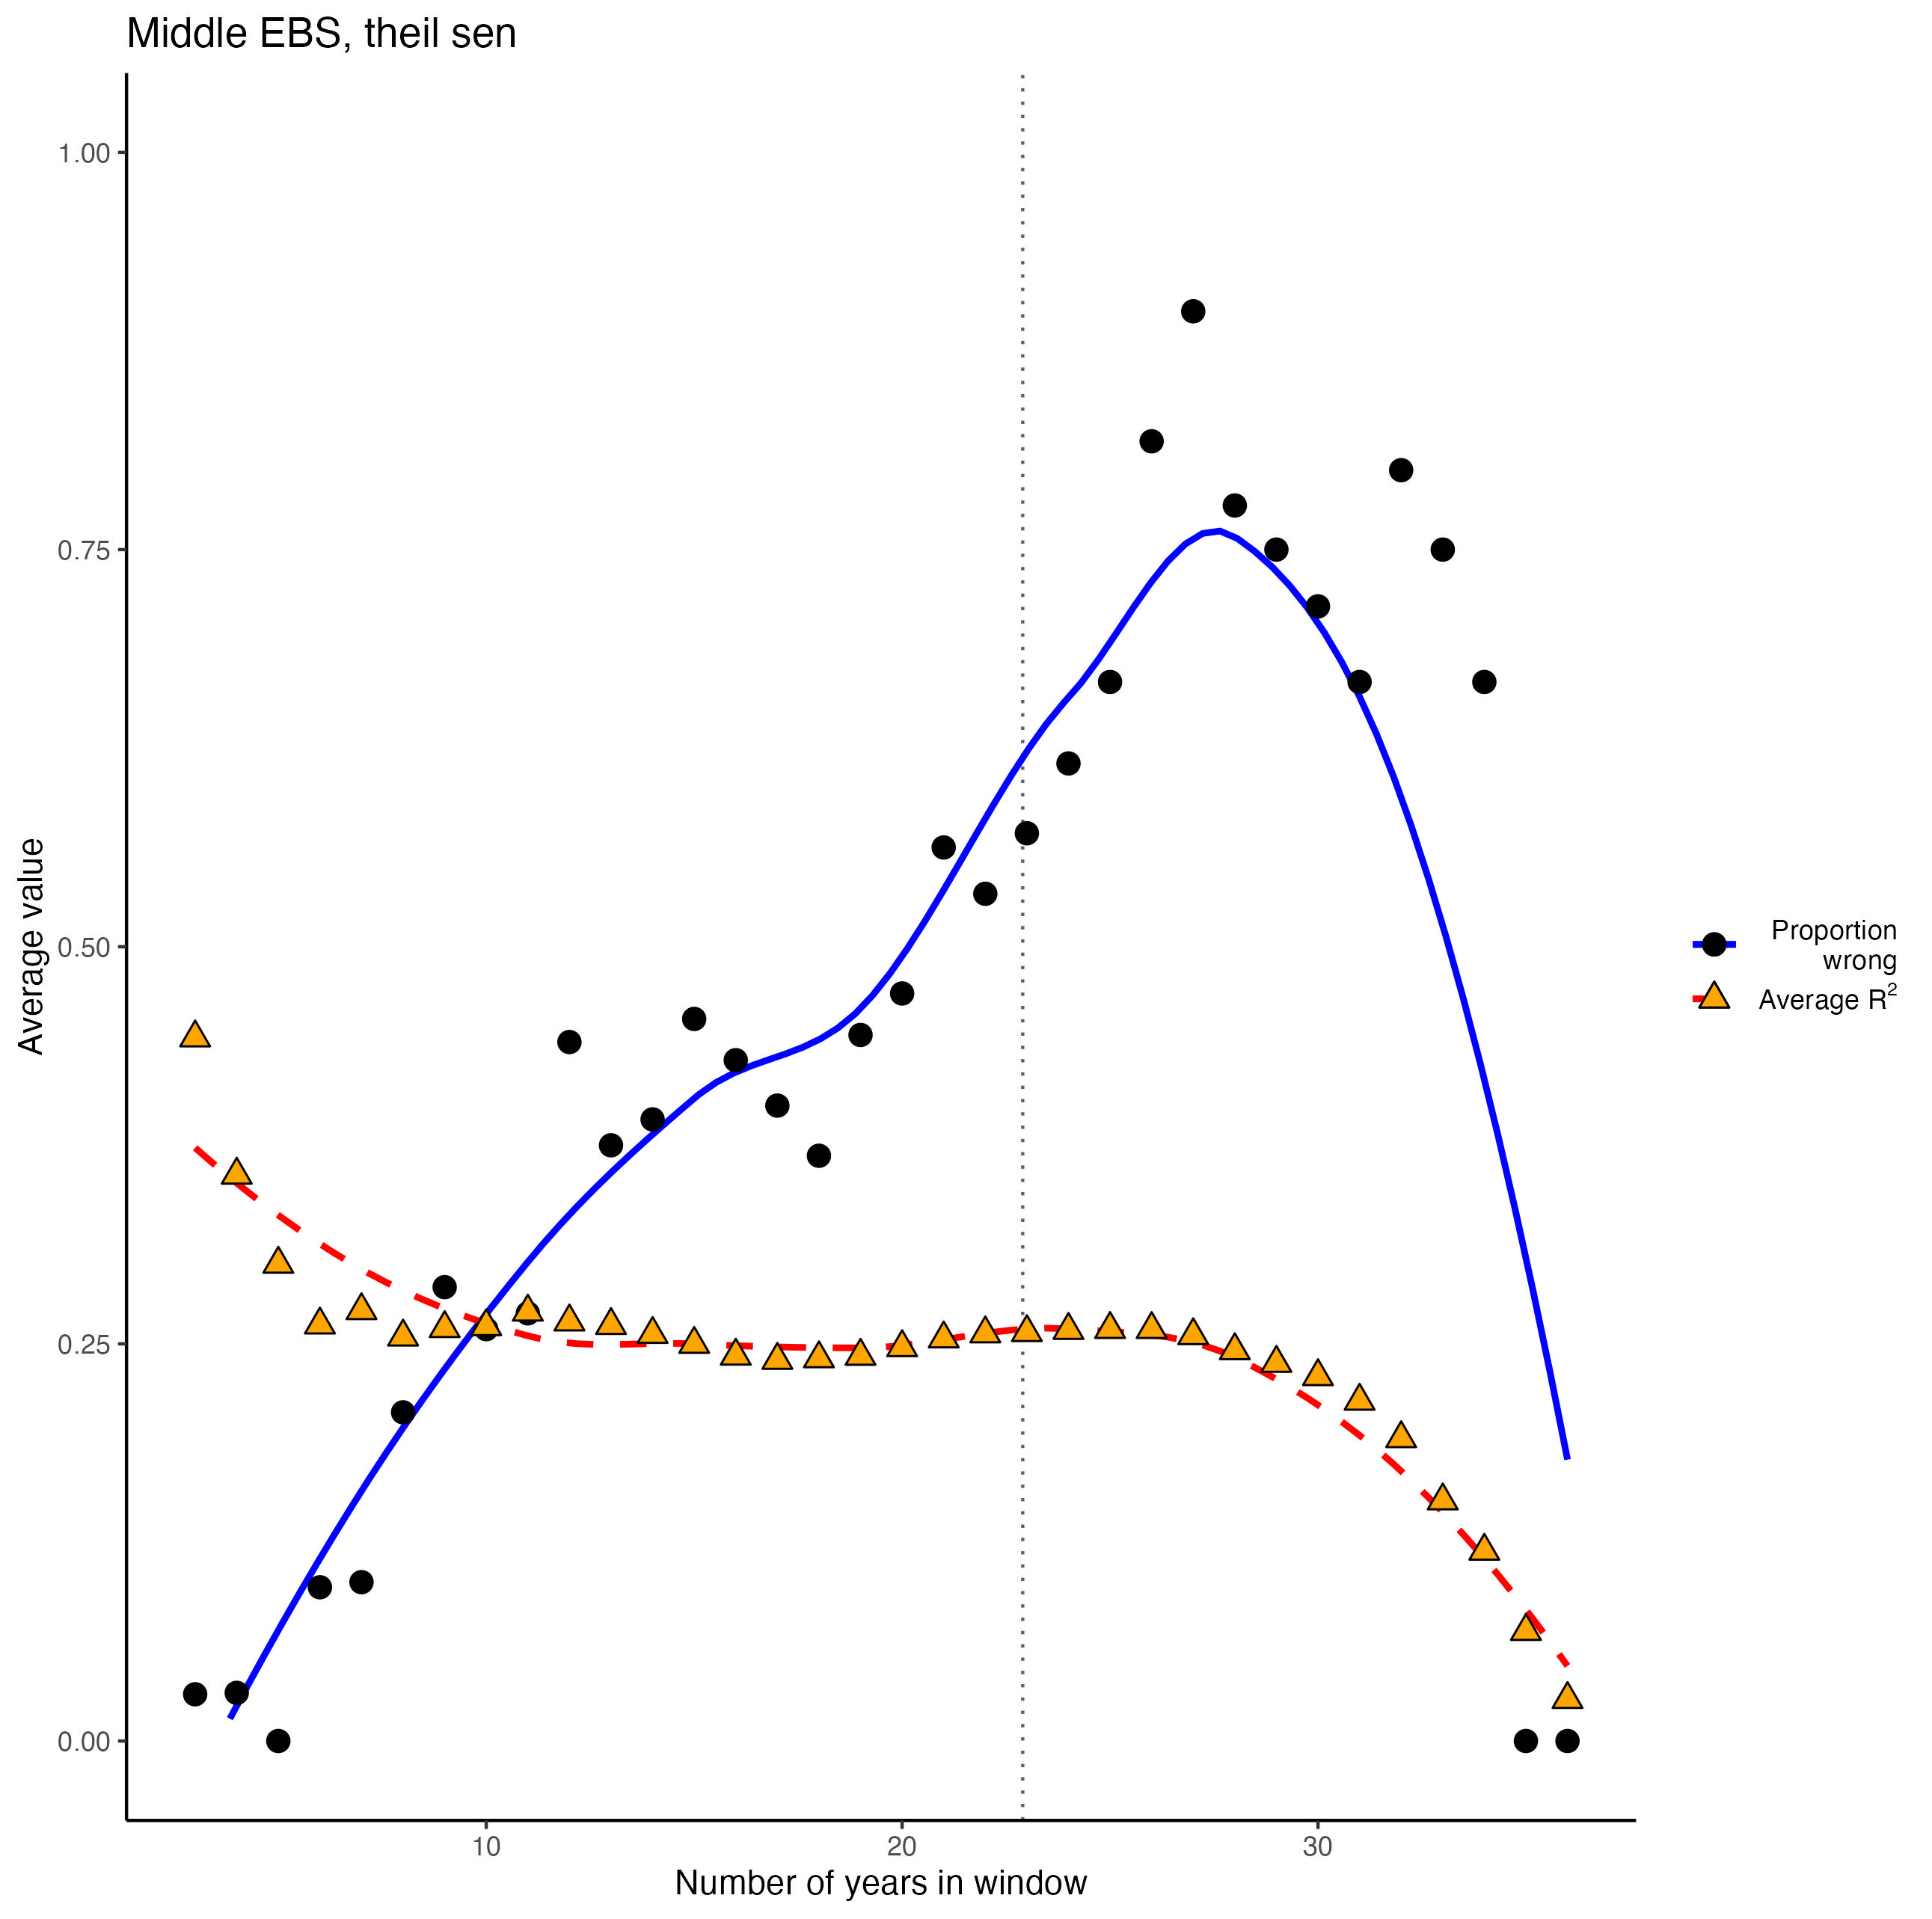 Middle EBS, theil sen
1.00
0.75
0.50
0.25
0.00
Average value
10
20
30
Number of years in window
Proportion
wrong
Average R²